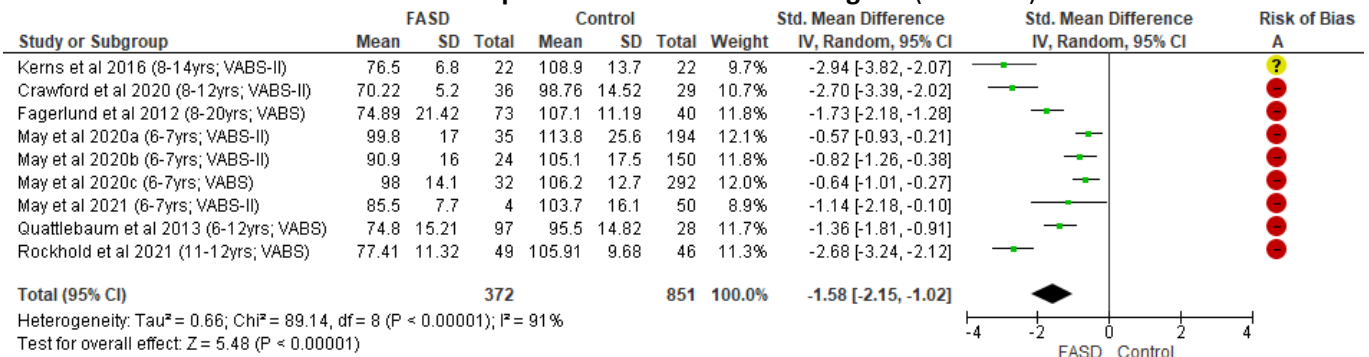 FASD Control Std. Mean Difference Std. Mean Difference Risk of Bias
Study or Subgroup Mean SD Total Mean SD Total Weight IV, Random, 95% CI IV, Random, 95% CI A
Kerns et al 2016 (8-14yrs; VABS-II) 76.5 6.8 22 108.9 13.7 22 9.7% -2.94 [-3.82, -2.07] ?
Crawford et al 2020 (8-12yrs; VABS-II) 70.22 5.2 36 98.76 14.52 29 10.7% -2.70 [-3.39, -2.02] -
Fagerlund et al 2012 (8-20yrs; VABS) 74.89 21.42 73 107.1 11.19 40 11.8% -1.73 [-2.18, -1.28] -
May et al 2020a (6-7yrs; VABS-II) 99.8 17 35 113.8 25.6 194 12.1% -0.57 [-0.93, -0.21] -
May et al 2020b (6-7yrs; VABS-II) 90.9 16 24 105.1 17.5 150 11.8% -0.82 [-1.26, -0.38] -
May et al 2020c (6-7yrs; VABS) 98 14.1 32 106.2 12.7 292 12.0% -0.64 [-1.01, -0.27] -
May et al 2021 (6-7yrs; VABS-II) 85.5 7.7 4 103.7 16.1 50 8.9% -1.14 [-2.18, -0.10] -
Quattlebaum et al 2013 (6-12yrs; VABS) 74.8 15.21 97 95.5 14.82 28 11.4% -1.36 [-1.81, -0.91] -
Rockhold et al 2021 (11-12yrs; VABS) 77.41 11.32 49 105.91 9.68 46 11.3% -2.68 [-3.24, -2.12] -
Total (95% CI) 372 851 100.0% -1.58 [-2.15, -1.02]
Heterogeneity: Tau² = 0.66; Chi² = 89.14, df = 8 (P < 0.00001); I² = 91%
Test for overall effect: Z = 5.48 (P < 0.00001)
-4 -2 0 2 4
FASD Control